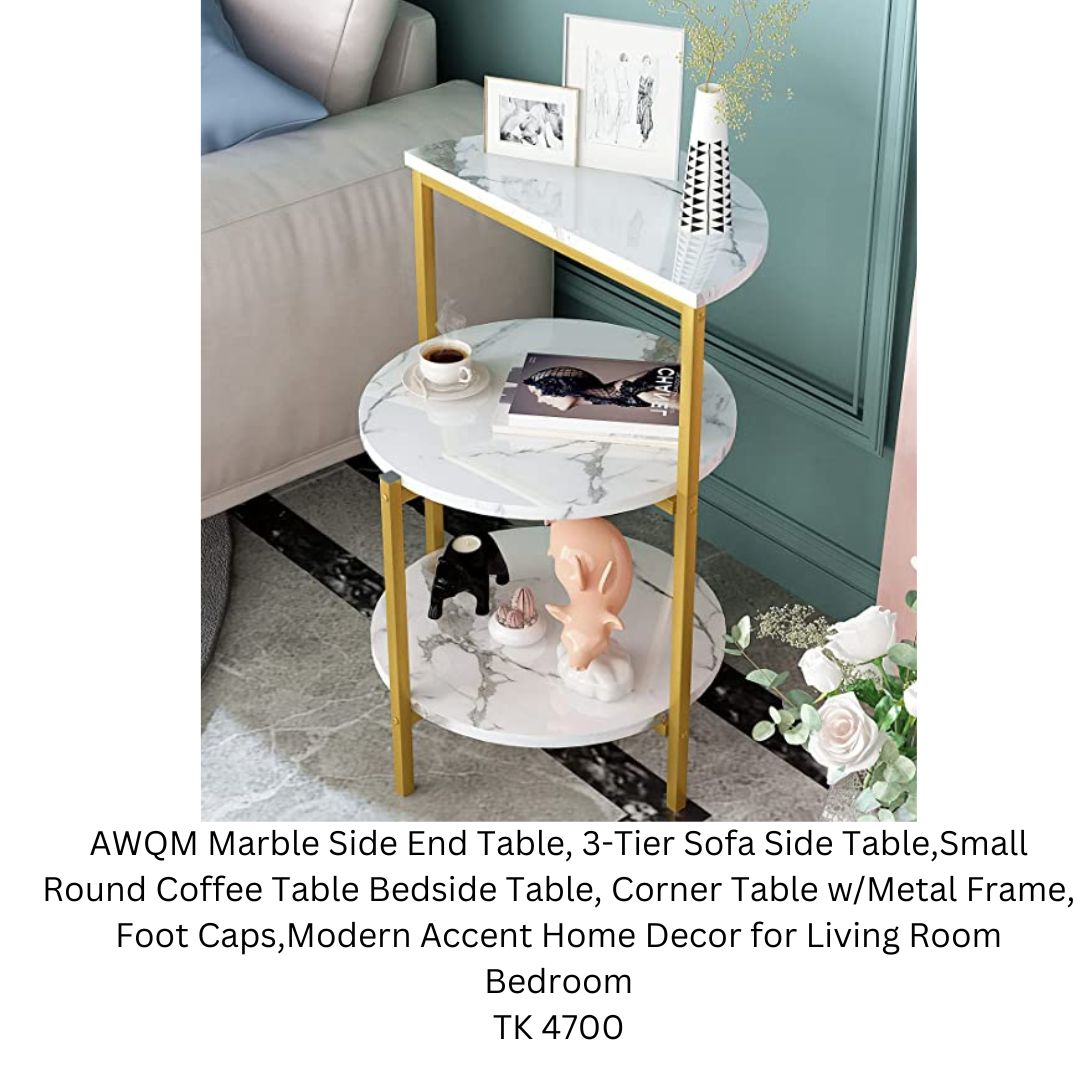 CHANEL
AWQM Marble Side End Table, 3-Tier Sofa Side Table,Small
Round Coffee Table Bedside Table, Corner Table w/Metal Frame,
Foot Caps,Modern Accent Home Decor for Living Room
Bedroom
TK 4700